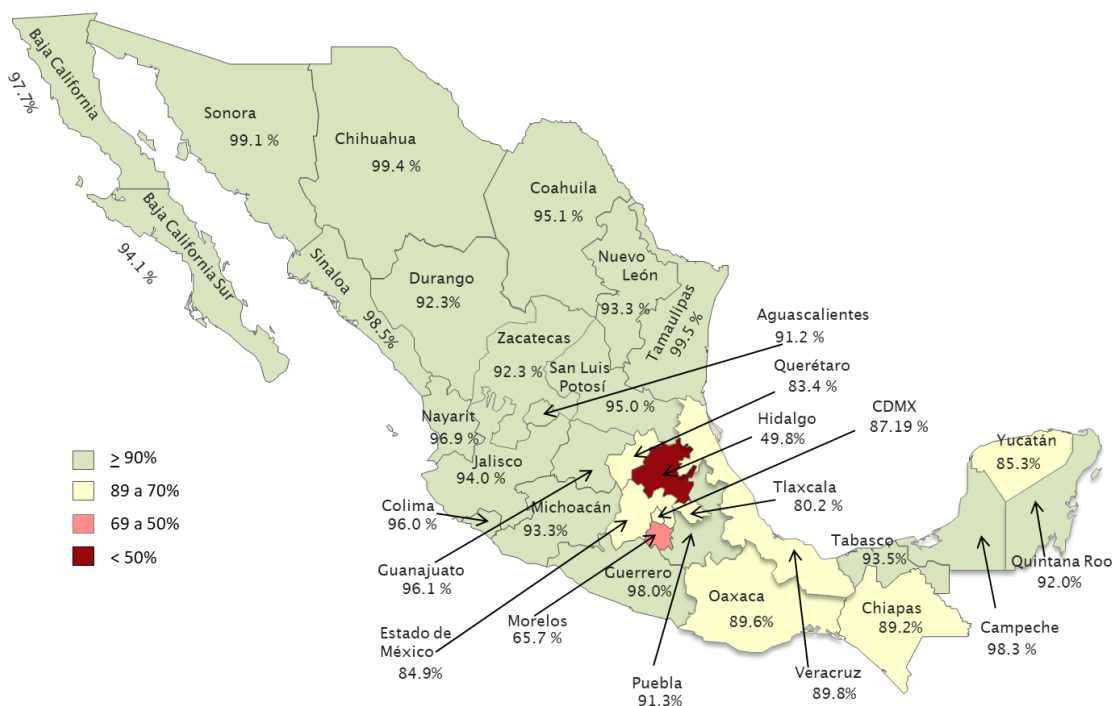 Baja California
97.7%
Sonora
99.1 %
Chihuahua
99.4 %
Coahuila
95.1 %
Baja California Sur
94.1 %
Sinaloa
98.5%
Durango
92.3%
Nuevo
León
93.3 %
Tamaulipas
99.5 %
Zacatecas
92.3 %
San Luis
Potosí
95.0 %
Aguascalientes
91.2 %
Querétaro
83.4 %
Hidalgo
49.8%
CDMX
87.19 %
Nayarit
96.9 %
Jalisco
94.0 %
Yucatán
85.3%
≥ 90%
89 a 70%
69 a 50%
< 50%
Colima
96.0 %
Michoacán
93.3%
Tlaxcala
80.2 %
Tabasco
93.5%
Quintana Roo
92.0%
Guanajuato
96.1 %
Guerrero
98.0%
Oaxaca
89.6%
Chiapas
89.2%
Campeche
98.3 %
Morelos
65.7 %
Estado de
México
84.9%
Puebla
91.3%
Veracruz
89.8%